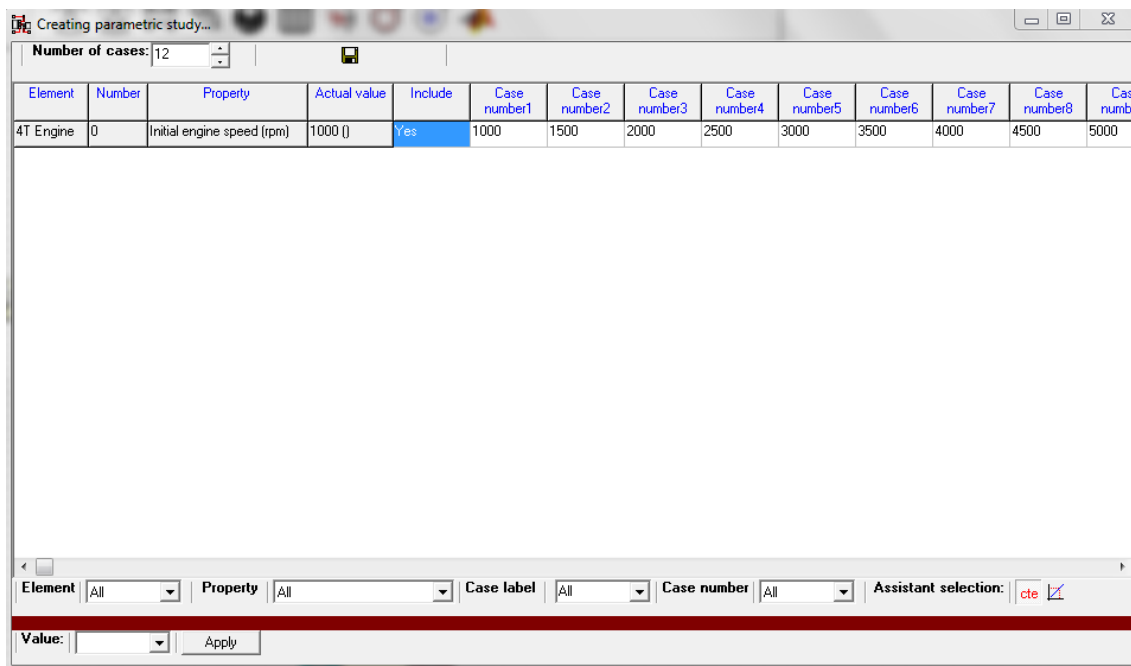 Creating parametric study...
Number of cases: 12
Element Number Property Actual value Include Case number1 Case number2 Case number3 Case number4 Case number5 Case number6 Case number7 Case number8 Cas numb
4T Engine 0 Initial engine speed (rpm) 1000 () Yes 1000 1500 2000 2500 3000 3500 4000 4500 5000
Element All Property All Case label All Case number All Assistant selection: cte
Value: Apply